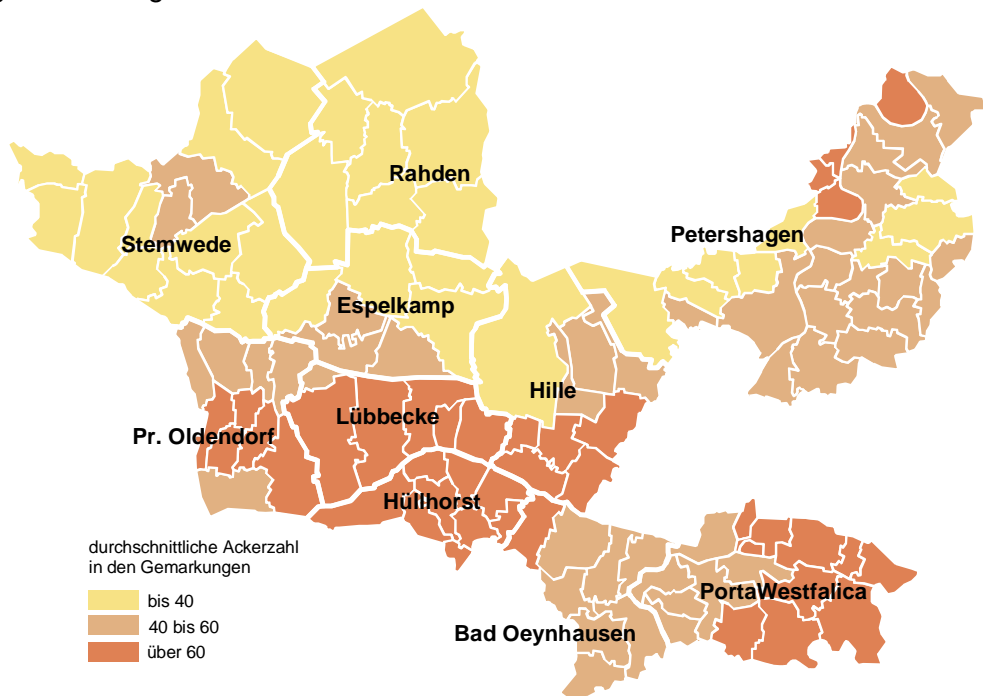 Rahden
Stemwede
Petershagen
Espelkamp
Hille
Lübbecke
Pr. Oldendorf
Hüllhorst
durchschnittliche Ackerzahl
in den Gemarkungen
bis 40
40 bis 60
über 60
PortaWestfalica
Bad Oeynhausen